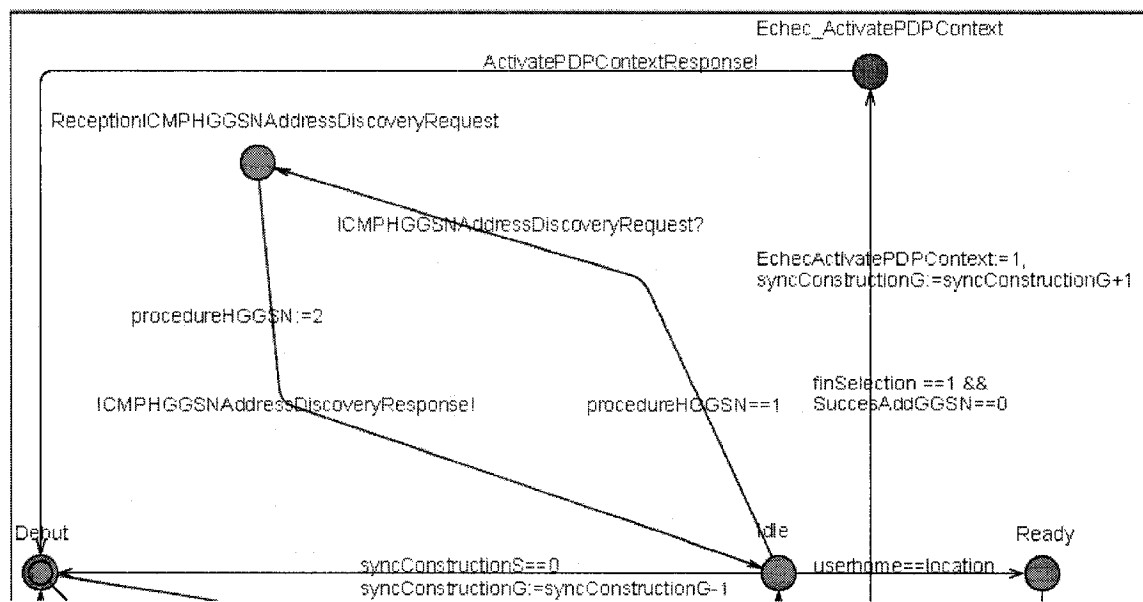 Echec_ActivatePDPContext
ActivatePDPContextResponse!
ReceptionICMPHGGSNAddressDiscoveryRequest
ICMPHGGSNAddressDiscoveryRequest?
EchecActivatePDPContext:=1,
syncConstructionG:=syncConstructionG+1
procedureHGGSN:=2
finSelection ==1 &&
SuccesAddGGSN==0
ICMPHGGSNAddressDiscoveryResponse!
procedureHGGSN==1
Debut
Idle
Ready
syncConstructionS==0
userhome==location
syncConstructionG:=syncConstructionG-1